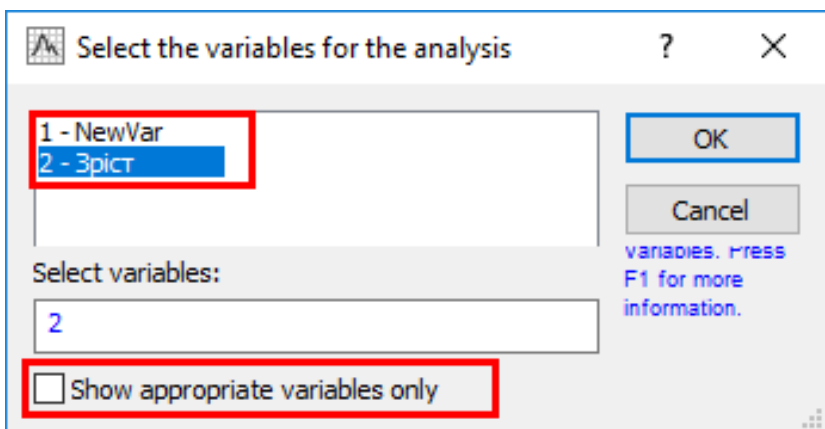 Select the variables for the analysis
?
1 - NewVar
2 - Зріст
OK
Cancel
variables. Press
F1 for more
information.
Select variables:
2
Show appropriate variables only